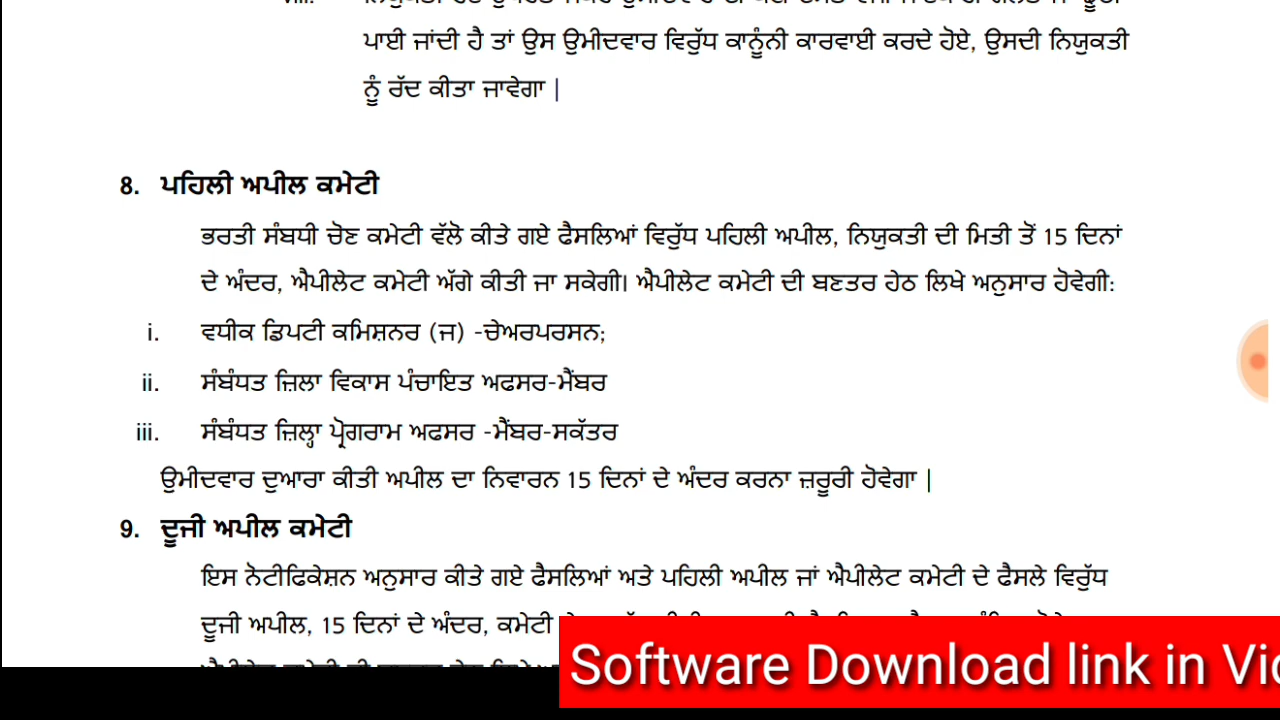 viii.
ਪਾਈ ਜਾਂਦੀ ਹੈ ਤਾਂ ਉਸ ਉਮੀਦਵਾਰ ਵਿਰੁੱਧ ਕਾਨੂੰਨੀ ਕਾਰਵਾਈ ਕਰਦੇ ਹੋਏ, ਉਸਦੀ ਨਿਯੁਕਤੀ
ਨੂੰ ਰੱਦ ਕੀਤਾ ਜਾਵੇਗਾ |
8. ਪਹਿਲੀ ਅਪੀਲ ਕਮੇਟੀ
ਭਰਤੀ ਸੰਬਧੀ ਚੋਣ ਕਮੇਟੀ ਵੱਲੋ ਕੀਤੇ ਗਏ ਫੈਸਲਿਆਂ ਵਿਰੁੱਧ ਪਹਿਲੀ ਅਪੀਲ, ਨਿਯੁਕਤੀ ਦੀ ਮਿਤੀ ਤੋਂ 15 ਦਿਨਾਂ
ਦੇ ਅੰਦਰ, ਐਪੀਲੇਟ ਕਮੇਟੀ ਅੱਗੇ ਕੀਤੀ ਜਾ ਸਕੇਗੀ। ਐਪੀਲੇਟ ਕਮੇਟੀ ਦੀ ਬਣਤਰ ਹੇਠ ਲਿਖੇ ਅਨੁਸਾਰ ਹੋਵੇਗੀ:
i. ਵਧੀਕ ਡਿਪਟੀ ਕਮਿਸ਼ਨਰ (ਜ) -ਚੇਅਰਪਰਸਨ;
ii. ਸੰਬੰਧਤ ਜ਼ਿਲਾ ਵਿਕਾਸ ਪੰਚਾਇਤ ਅਫਸਰ-ਮੈਂਬਰ
iii. ਸੰਬੰਧਤ ਜ਼ਿਲ੍ਹਾ ਪ੍ਰੋਗਰਾਮ ਅਫਸਰ -ਮੈਂਬਰ-ਸਕੱਤਰ
ਉਮੀਦਵਾਰ ਦੁਆਰਾ ਕੀਤੀ ਅਪੀਲ ਦਾ ਨਿਵਾਰਨ 15 ਦਿਨਾਂ ਦੇ ਅੰਦਰ ਕਰਨਾ ਜ਼ਰੂਰੀ ਹੋਵੇਗਾ |
9. ਦੂਜੀ ਅਪੀਲ ਕਮੇਟੀ
ਇਸ ਨੋਟੀਫਿਕੇਸ਼ਨ ਅਨੁਸਾਰ ਕੀਤੇ ਗਏ ਫੈਸਲਿਆਂ ਅਤੇ ਪਹਿਲੀ ਅਪੀਲ ਜਾਂ ਐਪੀਲੇਟ ਕਮੇਟੀ ਦੇ ਫੈਸਲੇ ਵਿਰੁੱਧ
ਦੂਜੀ ਅਪੀਲ, 15 ਦਿਨਾਂ ਦੇ ਅੰਦਰ, ਕਮੇਟੀ
Software Download link in Vi